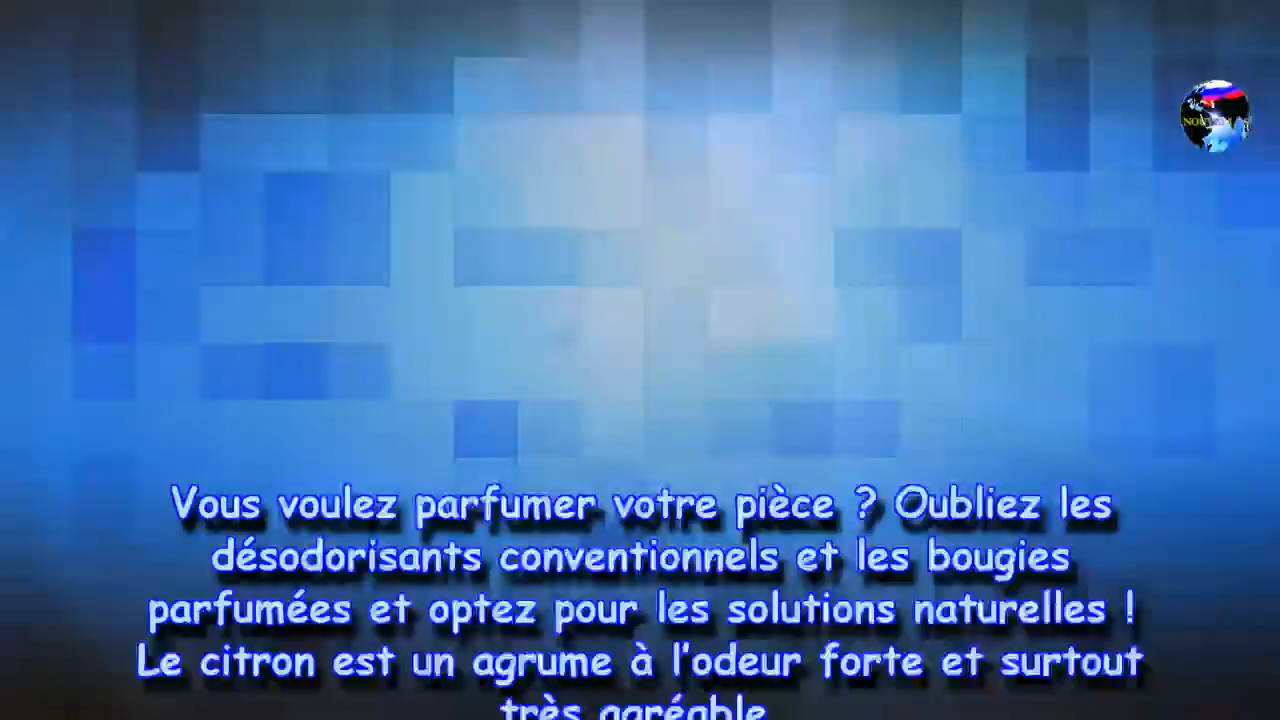 Vous voulez parfumer votre pièce ? Oubliez les
désodorisants conventionnels et les bougies
parfumées et optez pour les solutions naturelles !
Le citron est un agrume à l’odeur forte et surtout
très agréable